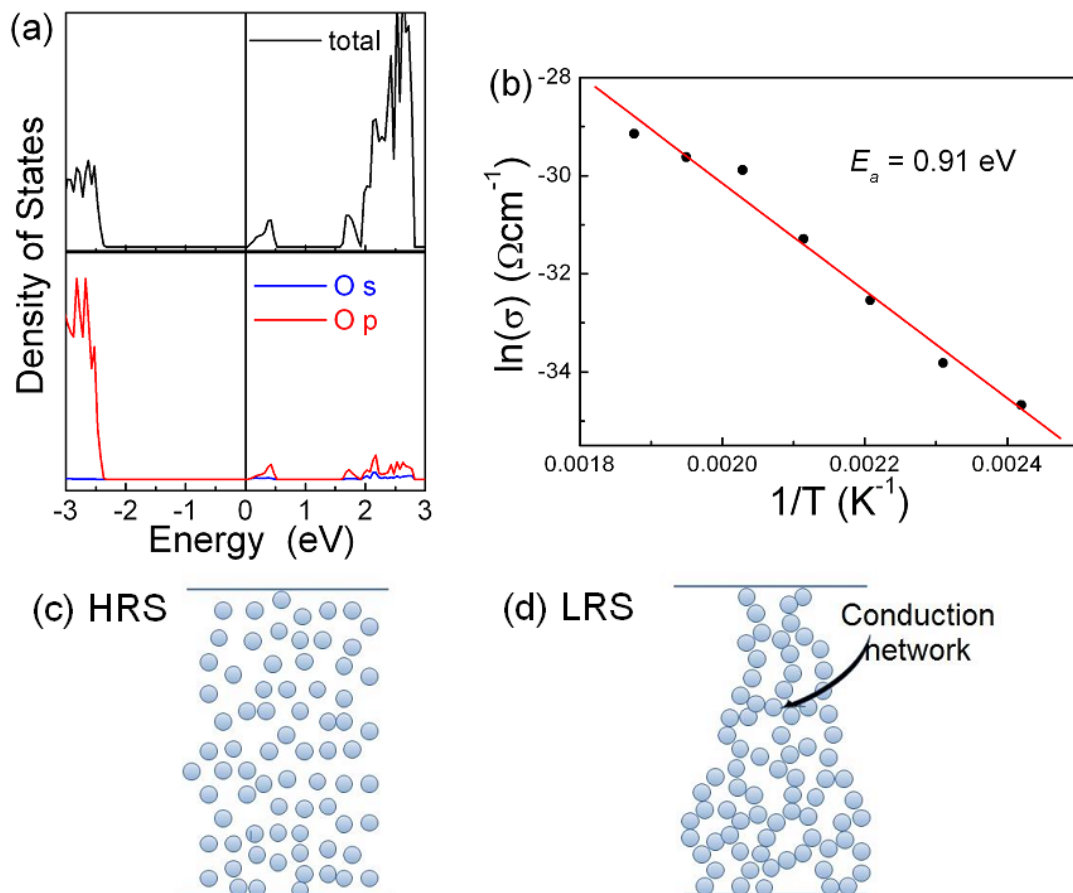 (a)
total
Density of States
O s
O p
-3 -2 -1 0 1 2 3
Energy (eV)
(b)
-28
-30
-32
-34
ln(σ) (Ωcm⁻¹)
Eₐ = 0.91 eV
0.0018 0.0020 0.0022 0.0024
1/T (K⁻¹)
(c) HRS
(d) LRS
Conduction
network